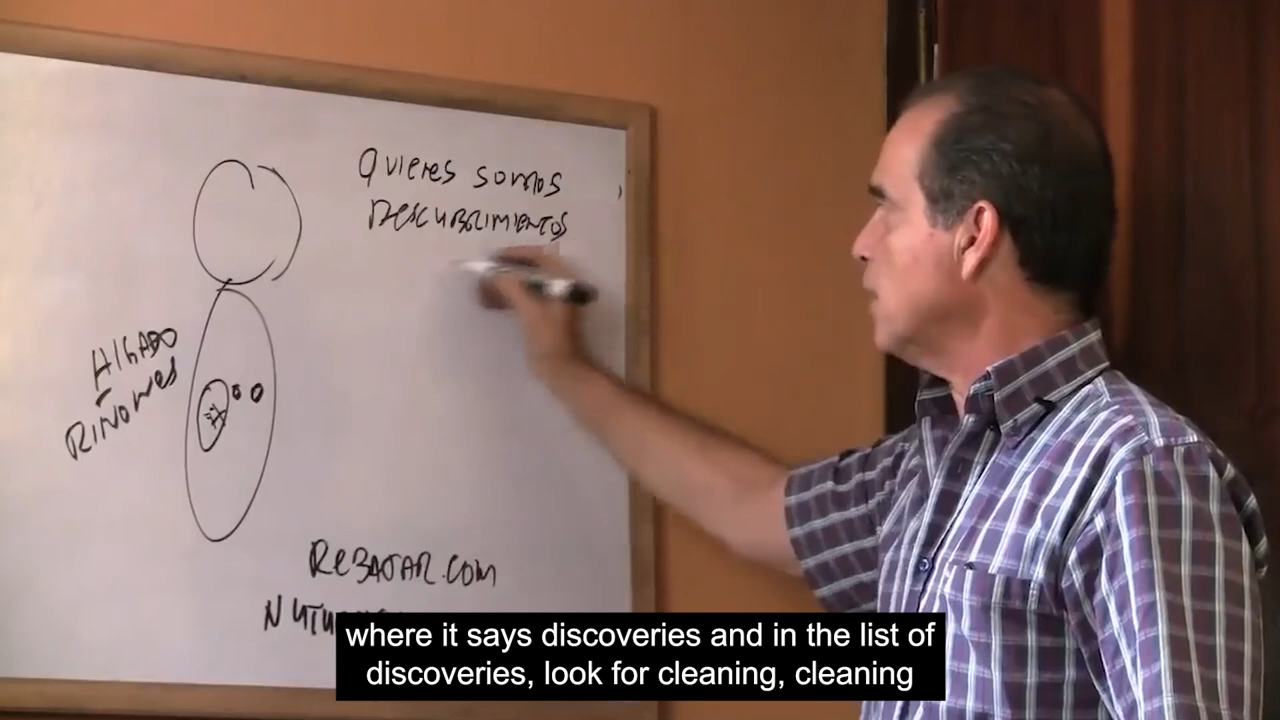 Quieres somos
DESCUBRIMIENTOS
HIGADO
RIÑONES
ReBAJAR.COM
where it says discoveries and in the list of
discoveries, look for cleaning, cleaning